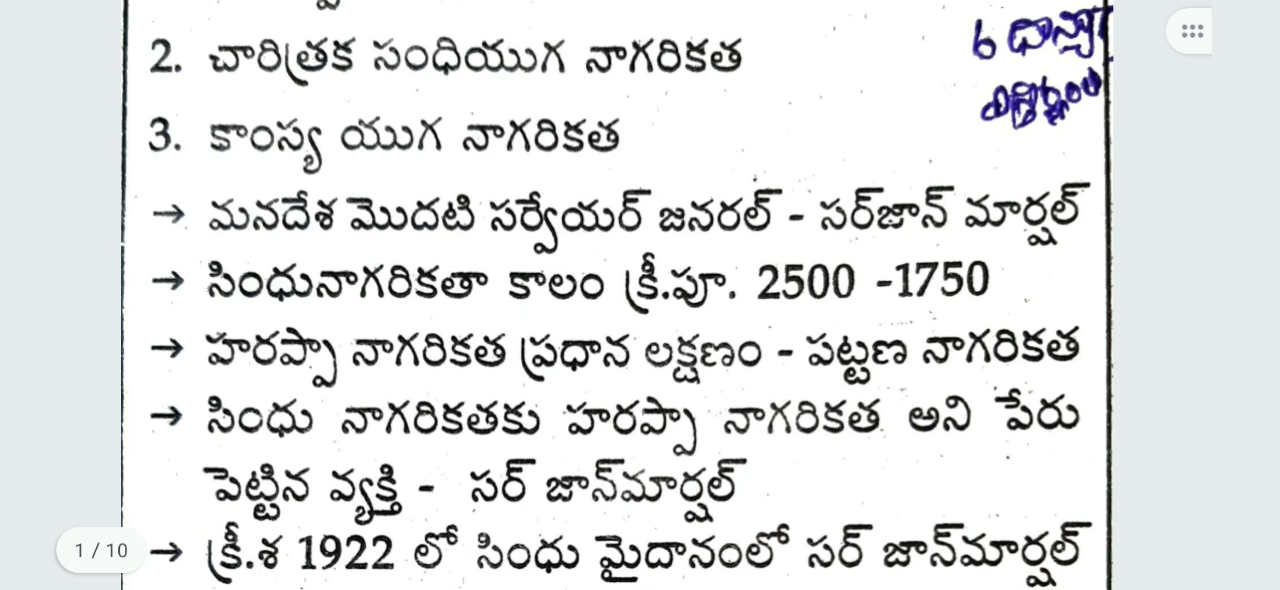 2. చారిత్రక సంధియుగ నాగరికత
3. కాంస్య యుగ నాగరికత
→ మనదేశ మొదటి సర్వేయర్ జనరల్ - సర్‌జాన్ మార్షల్
→ సింధునాగరికతా కాలం క్రీ.పూ. 2500 -1750
→ హరప్పా నాగరికత ప్రధాన లక్షణం - పట్టణ నాగరికత
→ సింధు నాగరికతకు హరప్పా నాగరికత అని పేరు
పెట్టిన వ్యక్తి - సర్ జాన్‌మార్షల్
→ క్రీ.శ 1922 లో సింధు మైదానంలో సర్ జాన్‌మార్షల్
1 / 10